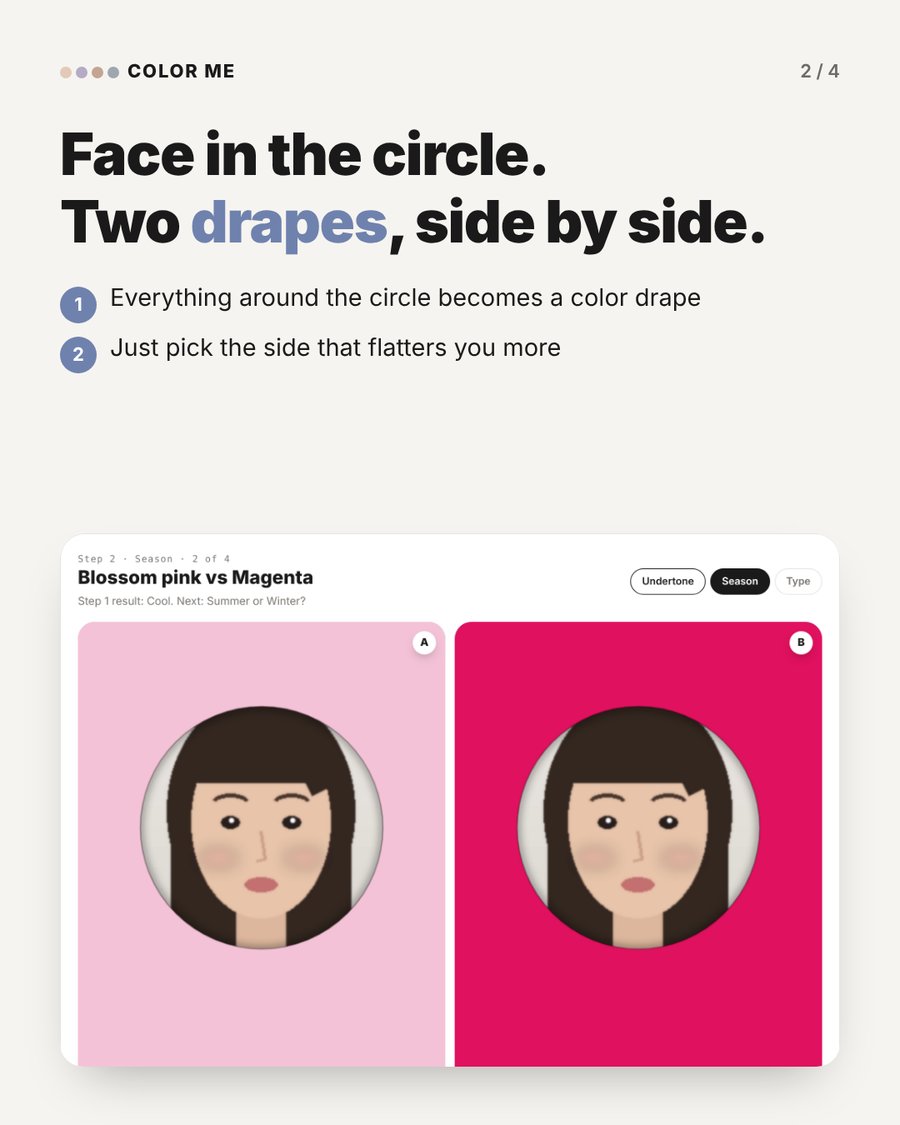 COLOR ME
2 / 4
Face in the circle.
Two drapes, side by side.
1 Everything around the circle becomes a color drape
2 Just pick the side that flatters you more
Step 2 · Season · 2 of 4
Blossom pink vs Magenta
Step 1 result: Cool. Next: Summer or Winter?
Undertone Season Type
A
B